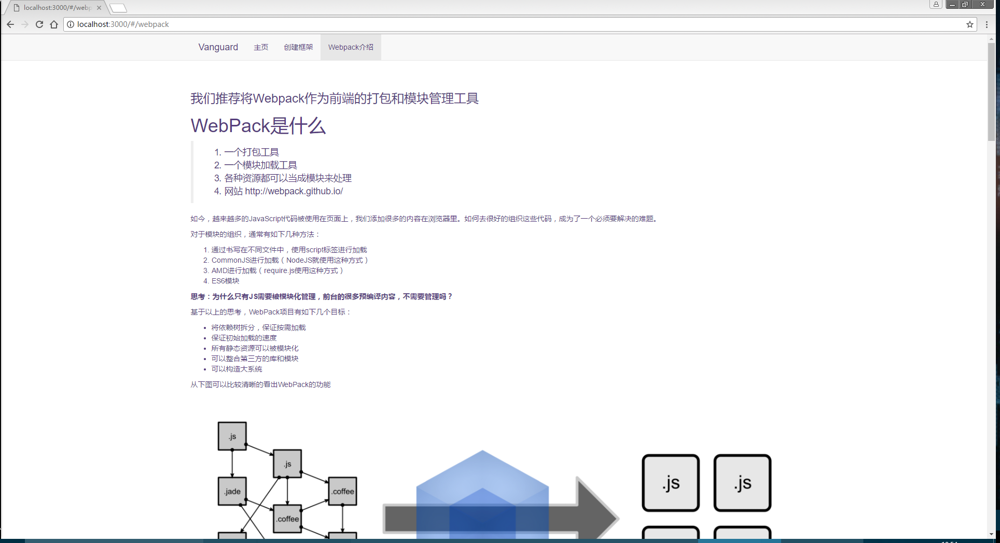 localhost:3000/#/webp
localhost:3000/#/webpack
Vanguard 主页 创建框架 Webpack介绍
我们推荐将Webpack作为前端的打包和模块管理工具
WebPack是什么
1. 一个打包工具
2. 一个模块加载工具
3. 各种资源都可以当成模块来处理
4. 网站 http://webpack.github.io/
如今，越来越多的JavaScript代码被使用在页面上，我们添加很多的内容在浏览器里。如何去很好的组织这些代码，成为了一个必须要解决的难题。
对于模块的组织，通常有如下几种方法：
1. 通过书写在不同文件中，使用script标签进行加载
2. CommonJS进行加载（NodeJS就使用这种方式）
3. AMD进行加载（require.js使用这种方式）
4. ES6模块
思考：为什么只有JS需要被模块化管理，前台的很多预编译内容，不需要管理吗？
基于以上的思考，WebPack项目有如下几个目标：
• 将依赖树拆分，保证按需加载
• 保证初始加载的速度
• 所有静态资源可以被模块化
• 可以整合第三方的库和模块
• 可以构造大系统
从下图可以比较清晰的看出WebPack的功能
.js
.js
.jade
.coffee
.coffee
.js
.js